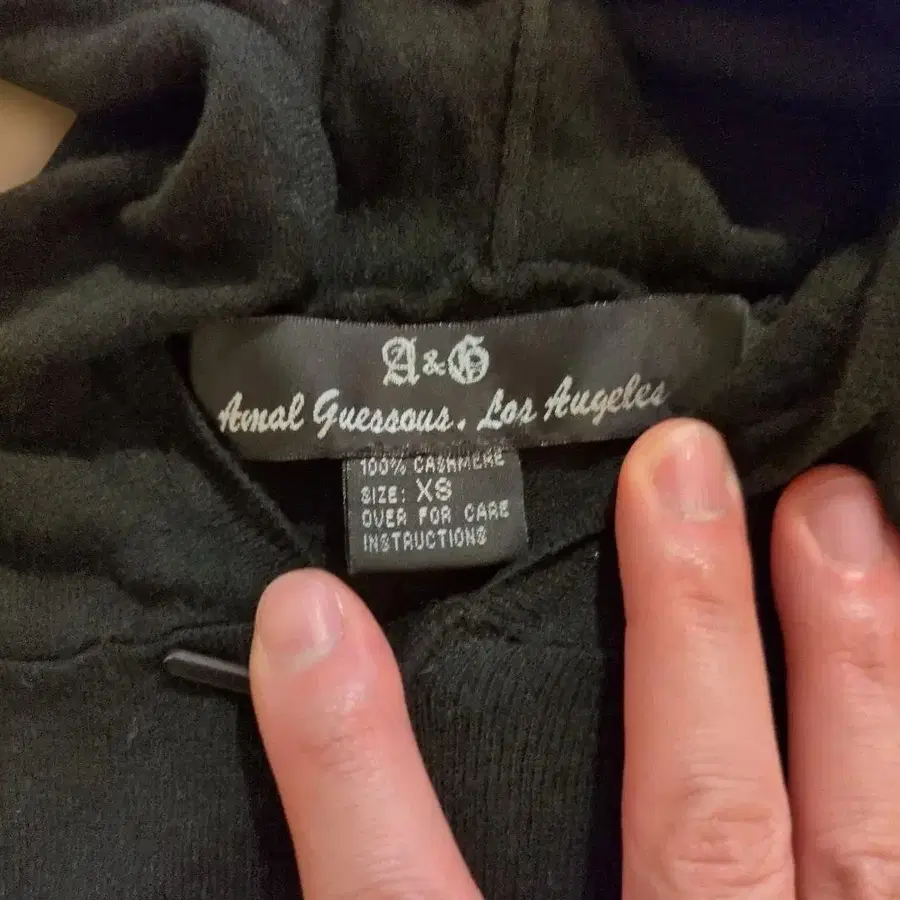 A&G
Amal Guessous. Los Angeles
100% CASHMERE
SIZE: XS
OVER FOR CARE
INSTRUCTIONS